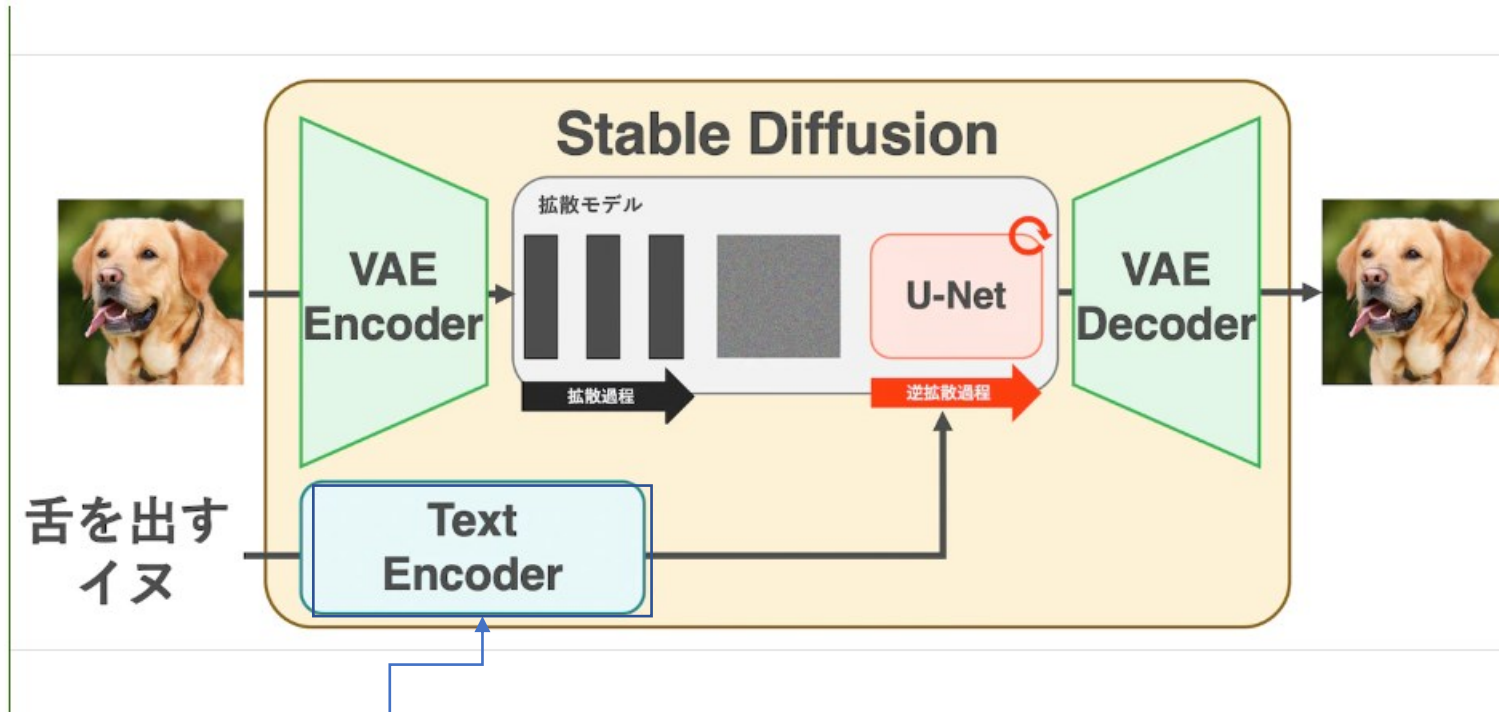 Stable Diffusion
拡散モデル
VAE
Encoder
U-Net
VAE
Decoder
拡散過程
逆拡散過程
舌を出す
イヌ
Text
Encoder